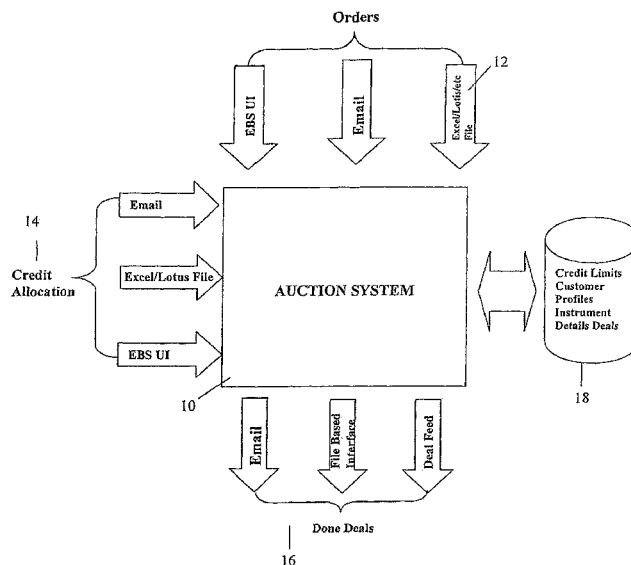 Orders
12
EBS UI
Email
Excel/Lotis/etc
File
14
Credit
Allocation
Email
Excel/Lotus File
EBS UI
AUCTION SYSTEM
10
Credit Limits
Customer
Profiles
Instrument
Details Deals
18
Email
File Based
Interface
Deal Feed
Done Deals
16